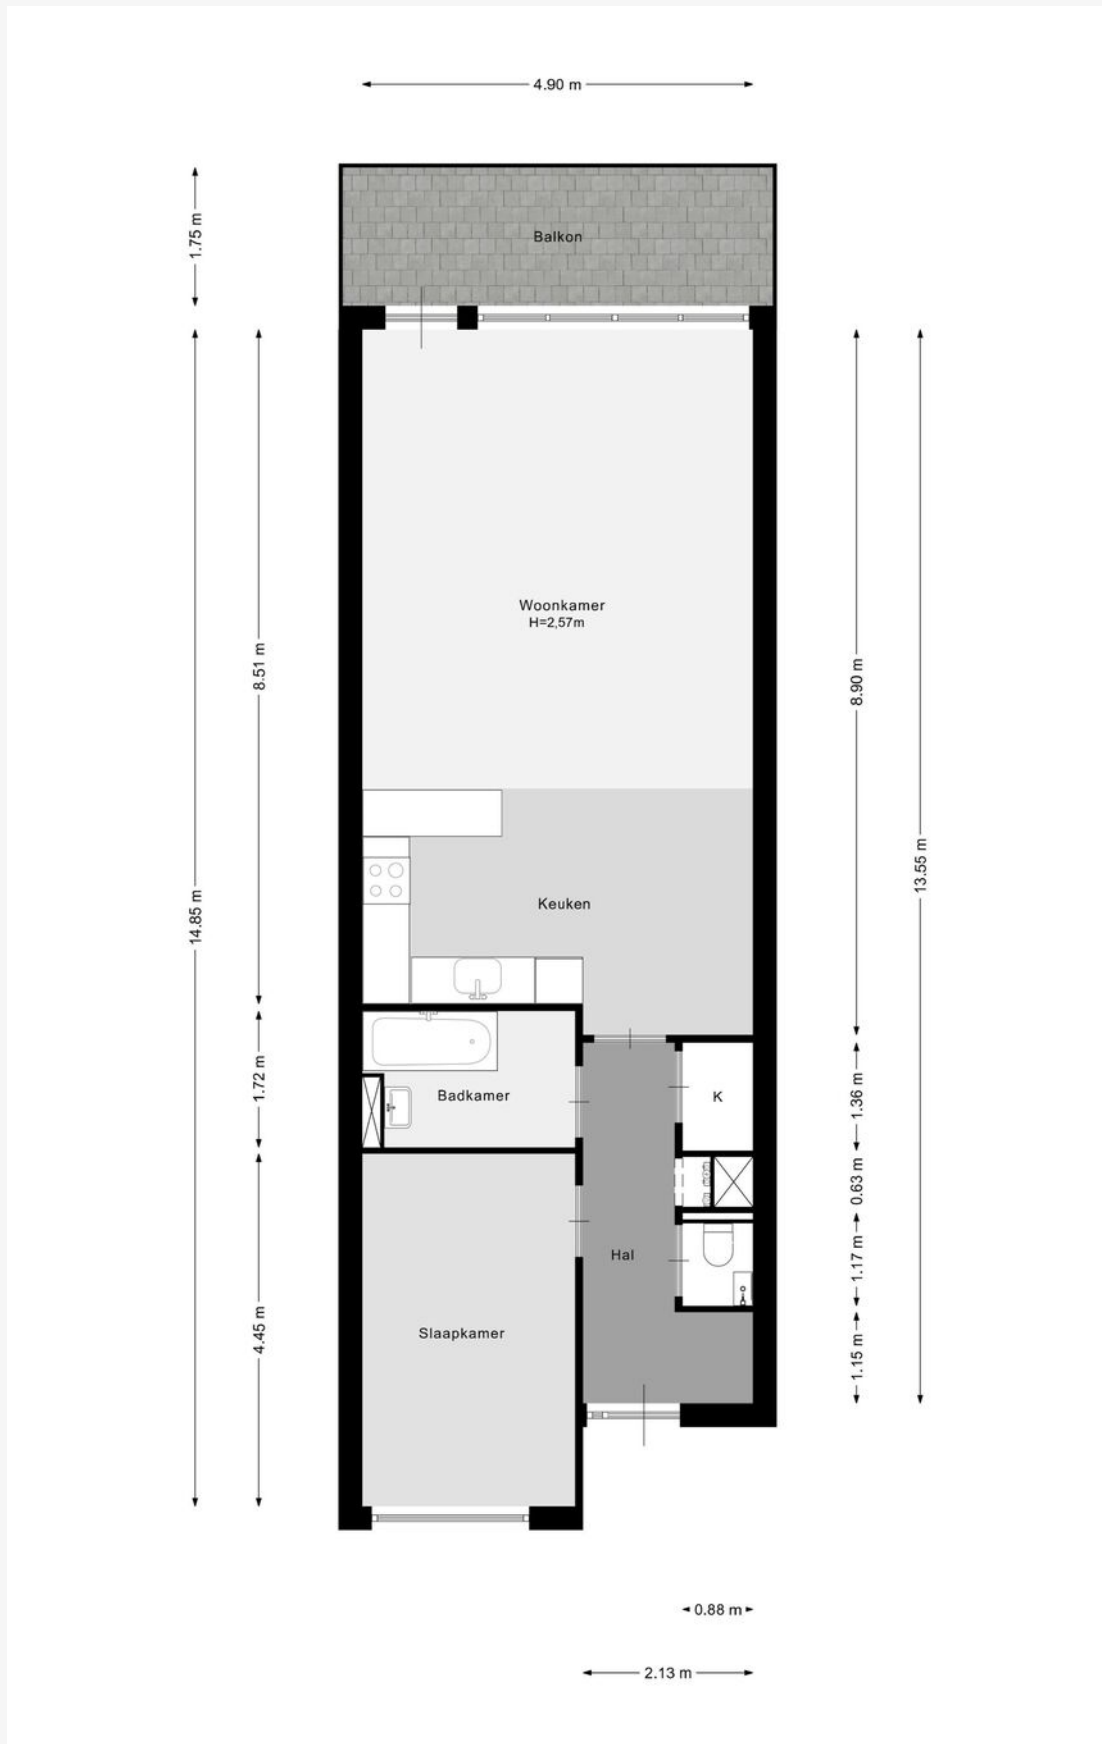 4.90 m
1.75 m
Balkon
Woonkamer
H=2,57m
8.51 m
8.90 m
13.55 m
14.85 m
Keuken
1.72 m
Badkamer
K
1.36 m
0.63 m
Hal
1.17 m
4.45 m
Slaapkamer
1.15 m
0.88 m
2.13 m